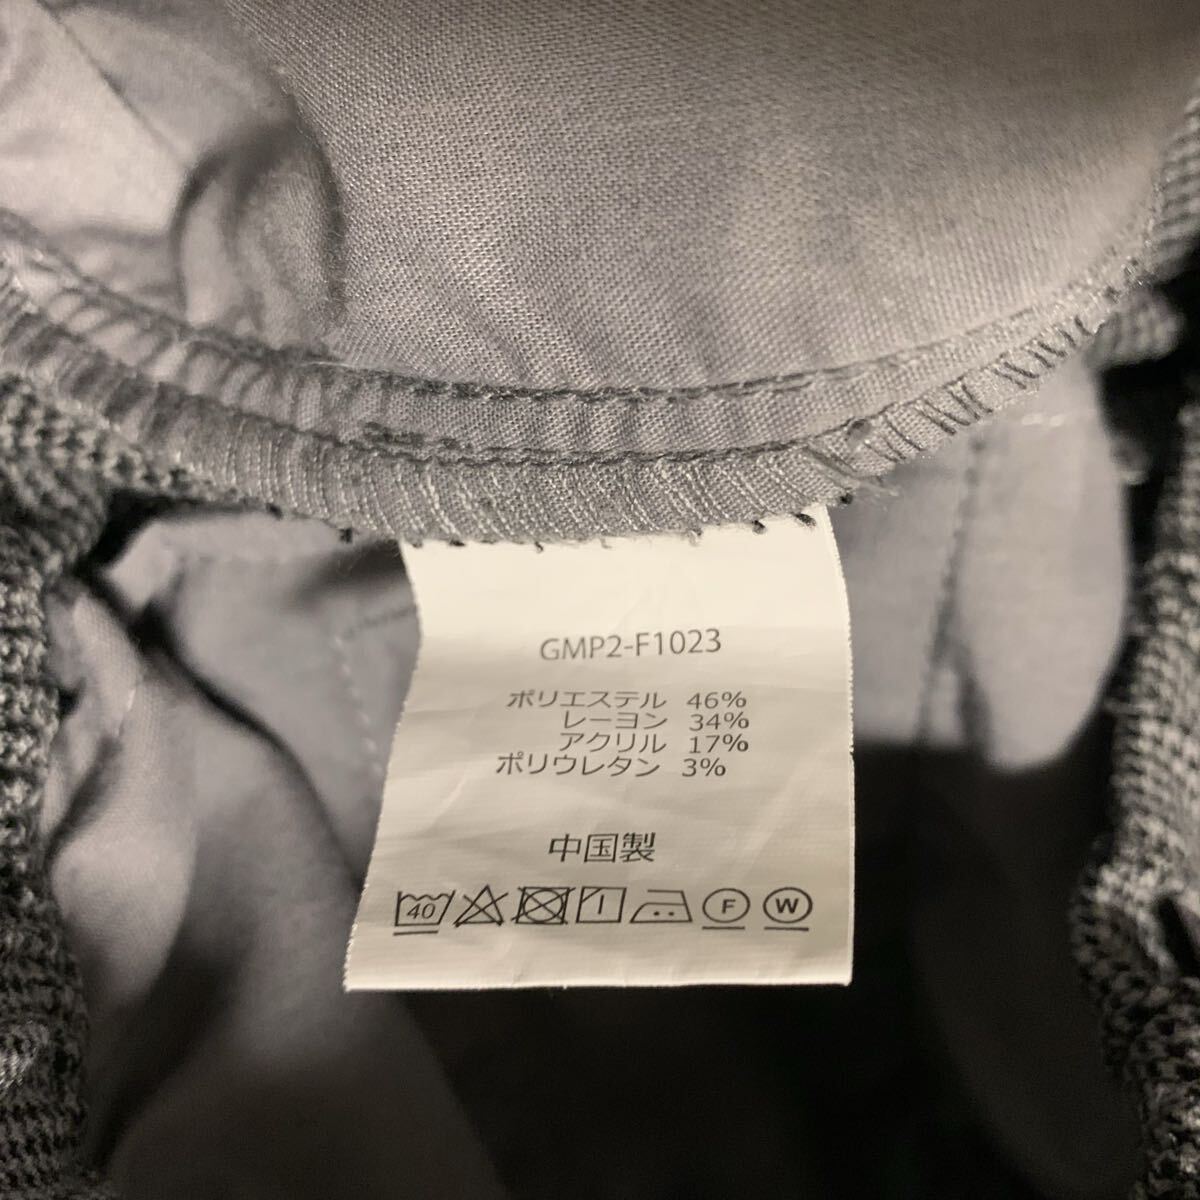 GMP2-F1023
ポリエステル 46%
レーヨン 34%
アクリル 17%
ポリウレタン 3%
中国製
40 F W